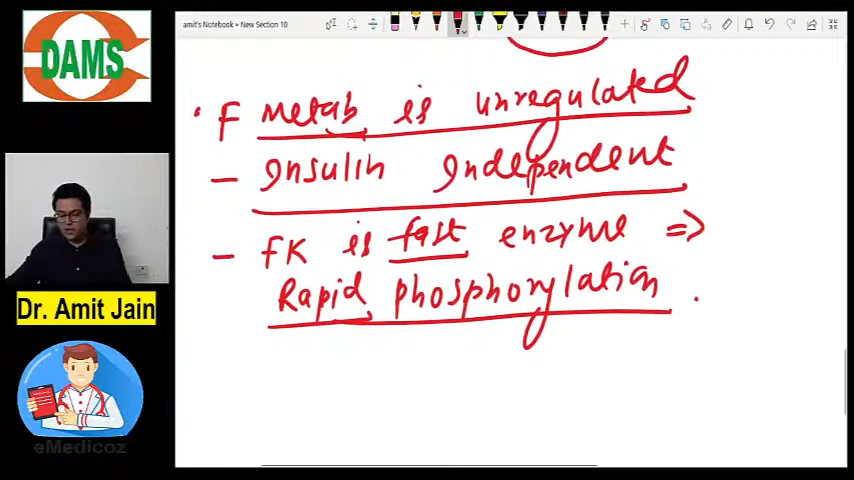 amit's Notebook > New Section 10
DAMS
· F Metab is unregulated
- Insulin Independent
- FK is fast enzyme =>
Rapid phosphorylation .
Dr. Amit Jain
eMedicoz